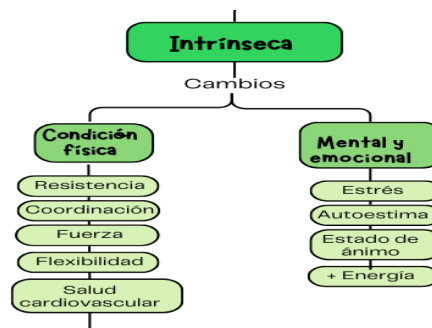 Intrínseca
Cambios
Condición
física
Resistencia
Coordinación
Fuerza
Flexibilidad
Salud
cardiovascular
Mental y
emocional
Estrés
Autoestima
Estado de
ánimo
+ Energía